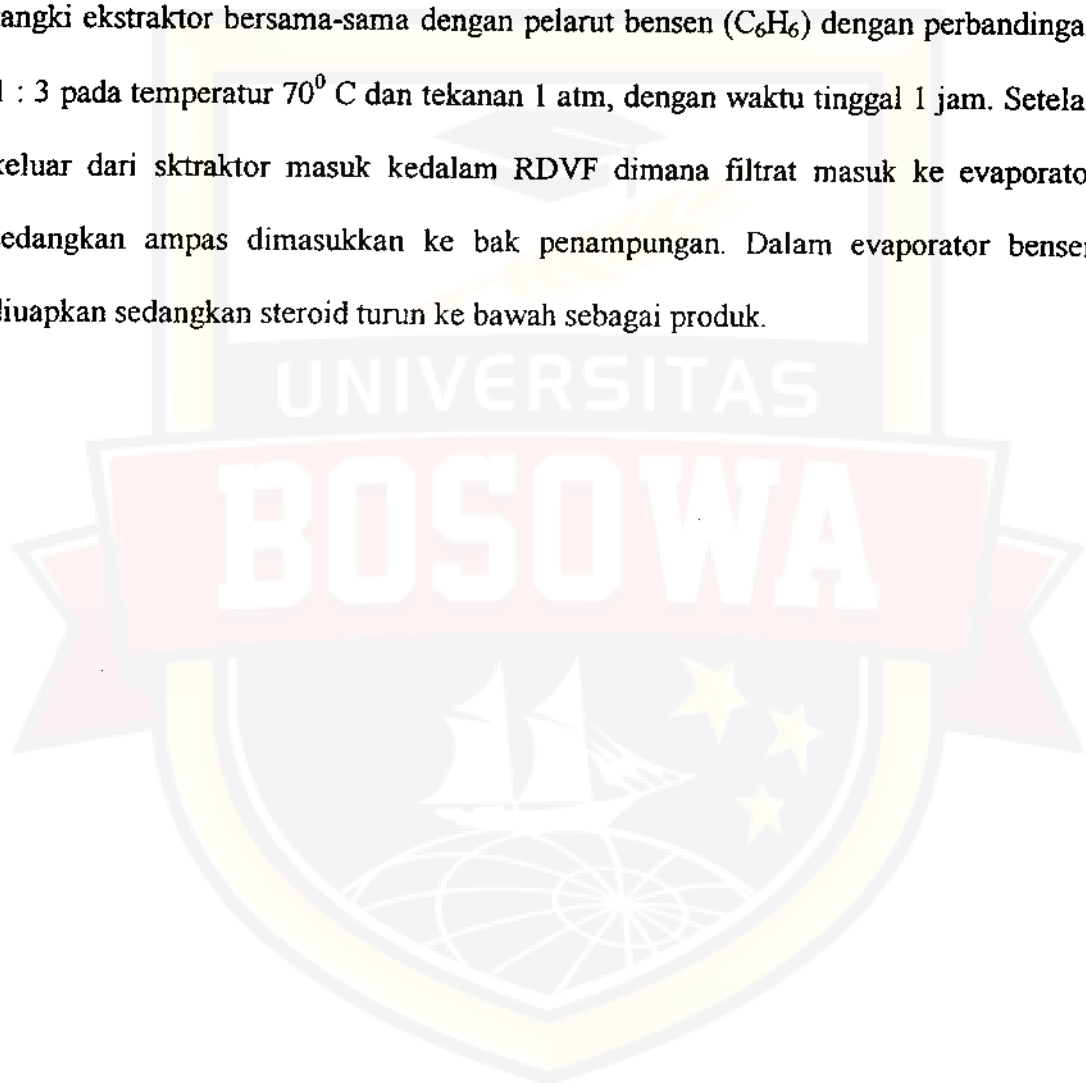 angki ekstraktor bersama-sama dengan pelarut bensen (C₆H₆) dengan perbandinga
1 : 3 pada temperatur 70⁰ C dan tekanan 1 atm, dengan waktu tinggal 1 jam. Setela
keluar dari sktraktor masuk kedalam RDVF dimana filtrat masuk ke evaporato
sedangkan ampas dimasukkan ke bak penampungan. Dalam evaporator bensen
diuapkan sedangkan steroid turun ke bawah sebagai produk.
UNIVERSITAS
BOSOWA